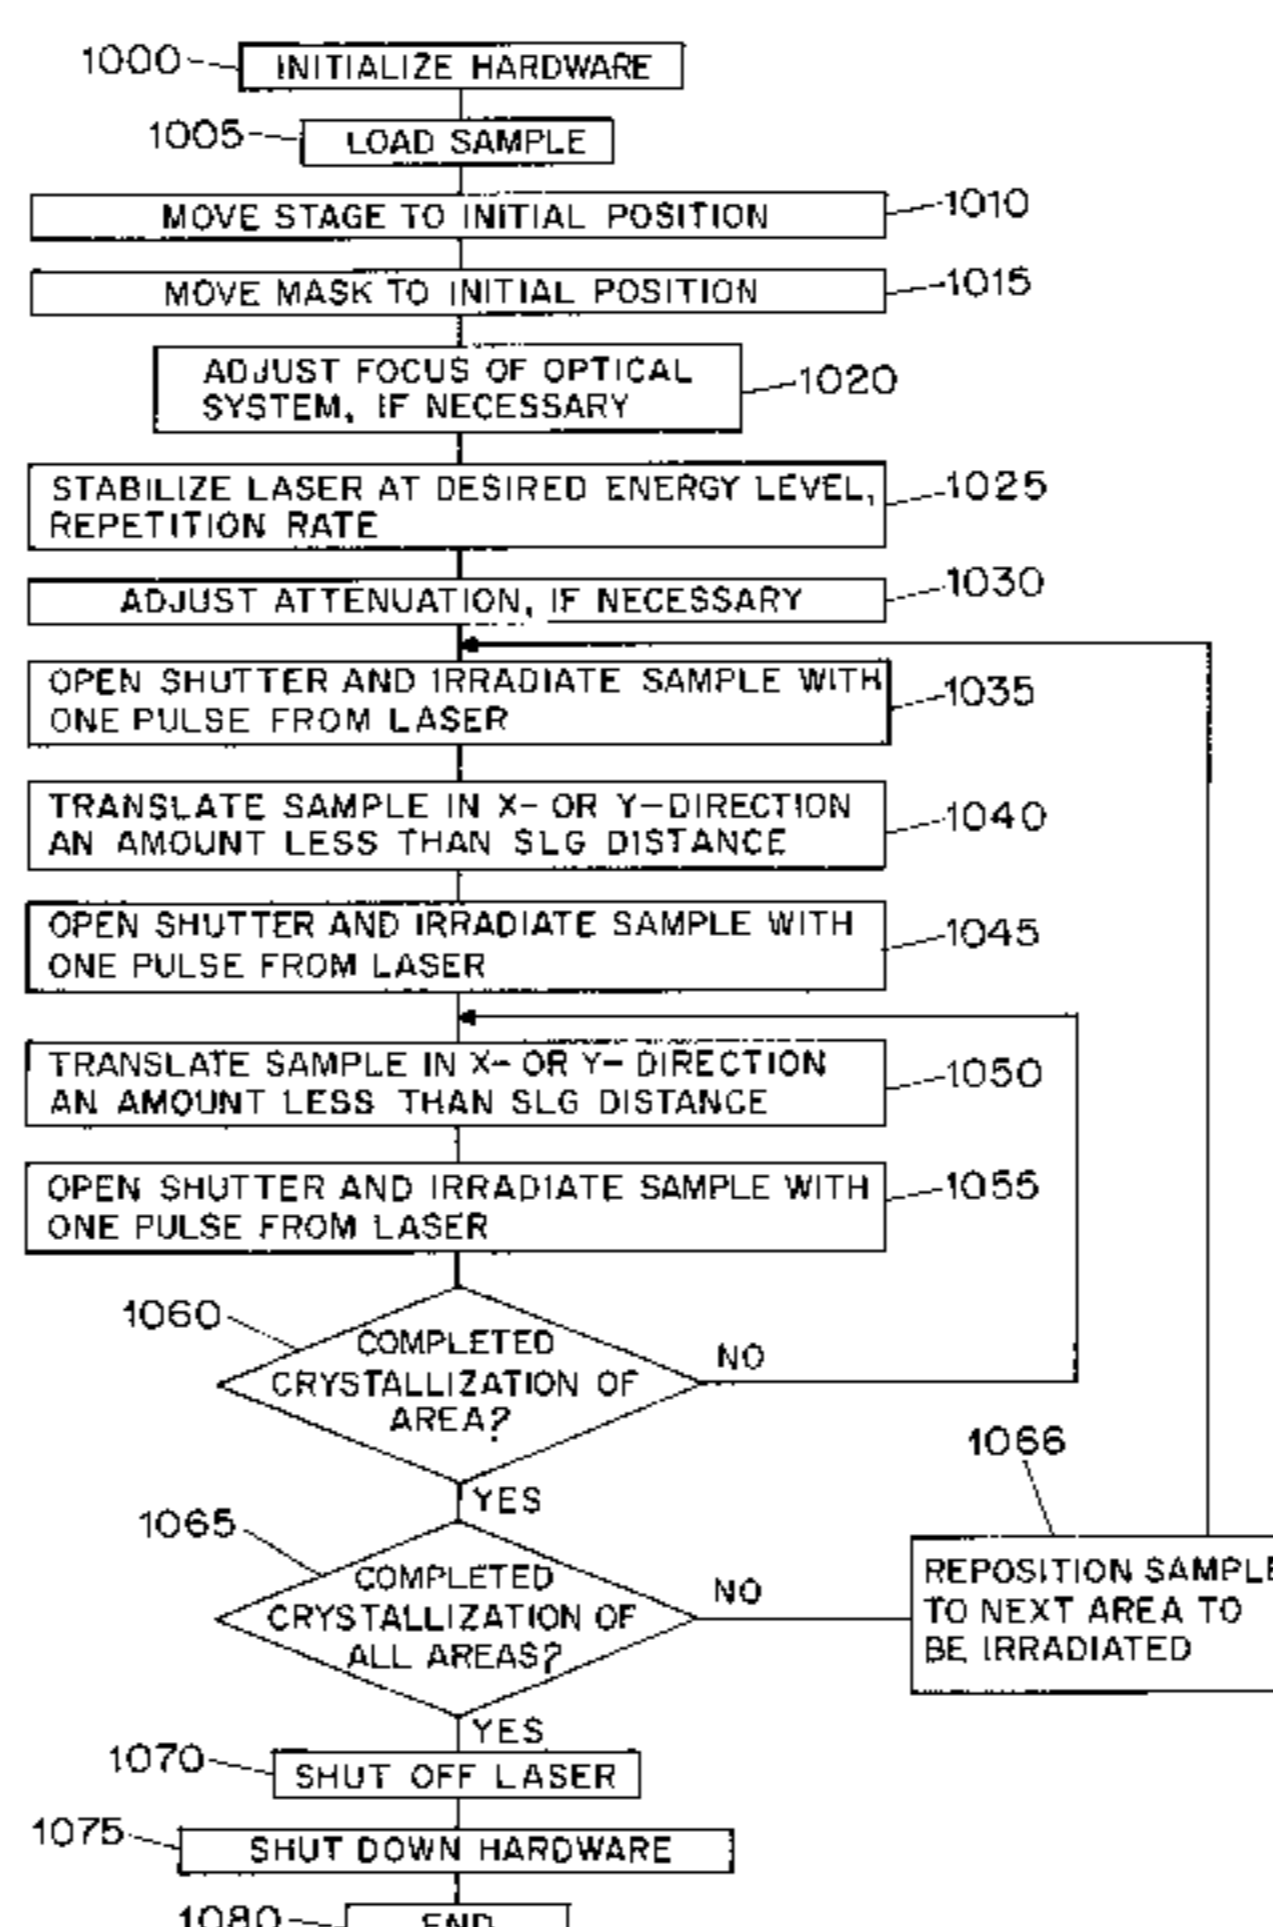 1000
INITIALIZE HARDWARE
1005
LOAD SAMPLE
MOVE STAGE TO INITIAL POSITION
1010
MOVE MASK TO INITIAL POSITION
1015
ADJUST FOCUS OF OPTICAL
SYSTEM, IF NECESSARY
1020
STABILIZE LASER AT DESIRED ENERGY LEVEL,
REPETITION RATE
1025
ADJUST ATTENUATION, IF NECESSARY
1030
OPEN SHUTTER AND IRRADIATE SAMPLE WITH
ONE PULSE FROM LASER
1035
TRANSLATE SAMPLE IN X- OR Y-DIRECTION
AN AMOUNT LESS THAN SLG DISTANCE
1040
OPEN SHUTTER AND IRRADIATE SAMPLE WITH
ONE PULSE FROM LASER
1045
TRANSLATE SAMPLE IN X- OR Y- DIRECTION
AN AMOUNT LESS THAN SLG DISTANCE
1050
OPEN SHUTTER AND IRRADIATE SAMPLE WITH
ONE PULSE FROM LASER
1055
1060
COMPLETED
CRYSTALLIZATION OF
AREA?
NO
YES
1065
COMPLETED
CRYSTALLIZATION OF
ALL AREAS?
NO
1066
REPOSITION SAMPLE
TO NEXT AREA TO
BE IRRADIATED
YES
1070
SHUT OFF LASER
1075
SHUT DOWN HARDWARE
1080
END